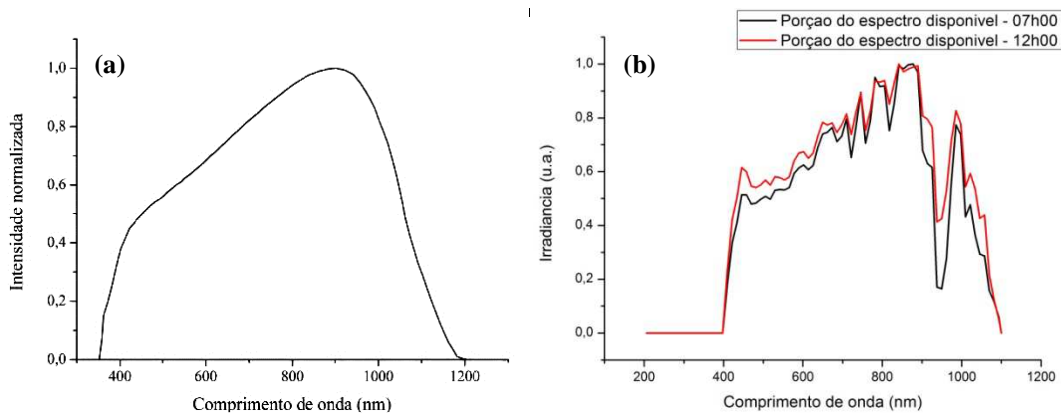 (a)
Intensidade normalizada
1,0
0,8
0,6
0,4
0,2
0,0
400 600 800 1000 1200
Comprimento de onda (nm)
Porçao do espectro disponivel - 07h00
Porçao do espectro disponivel - 12h00
(b)
Irradiancia (u.a.)
1,0
0,8
0,6
0,4
0,2
0,0
200 400 600 800 1000 1200
Comprimento de onda (nm)